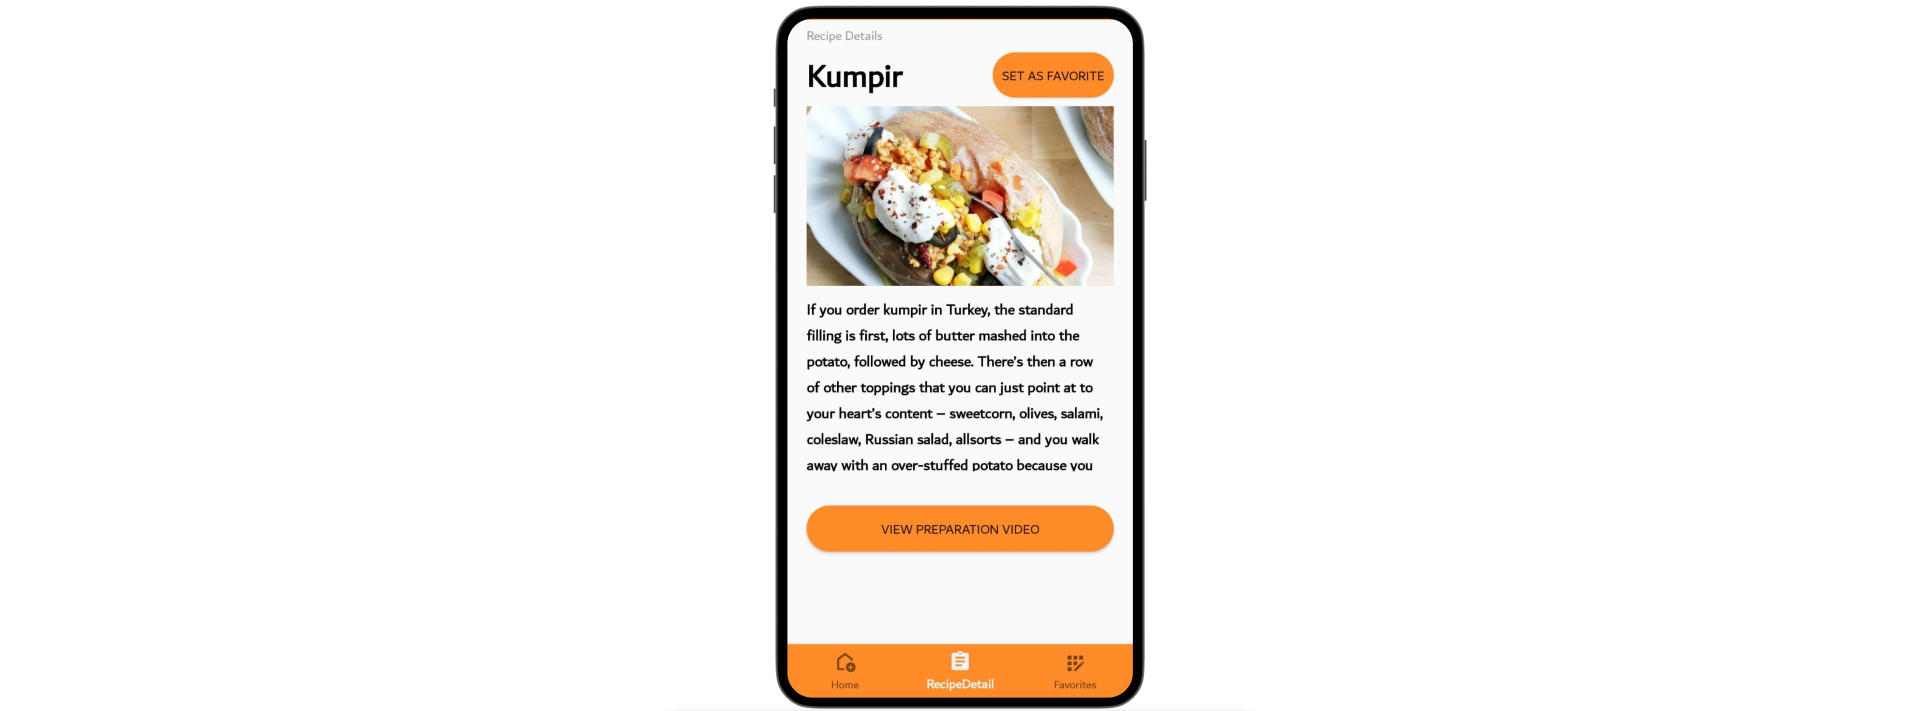 Recipe Details
Kumpir
SET AS FAVORITE
If you order kumpir in Turkey, the standard
filling is first, lots of butter mashed into the
potato, followed by cheese. There's then a row
of other toppings that you can just point at to
your heart's content – sweetcorn, olives, salami,
coleslaw, Russian salad, allsorts – and you walk
away with an over-stuffed potato because you
VIEW PREPARATION VIDEO
Home
RecipeDetail
Favorites